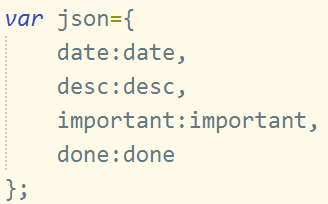 var json={
    date:date,
    desc:desc,
    important:important,
    done:done
};